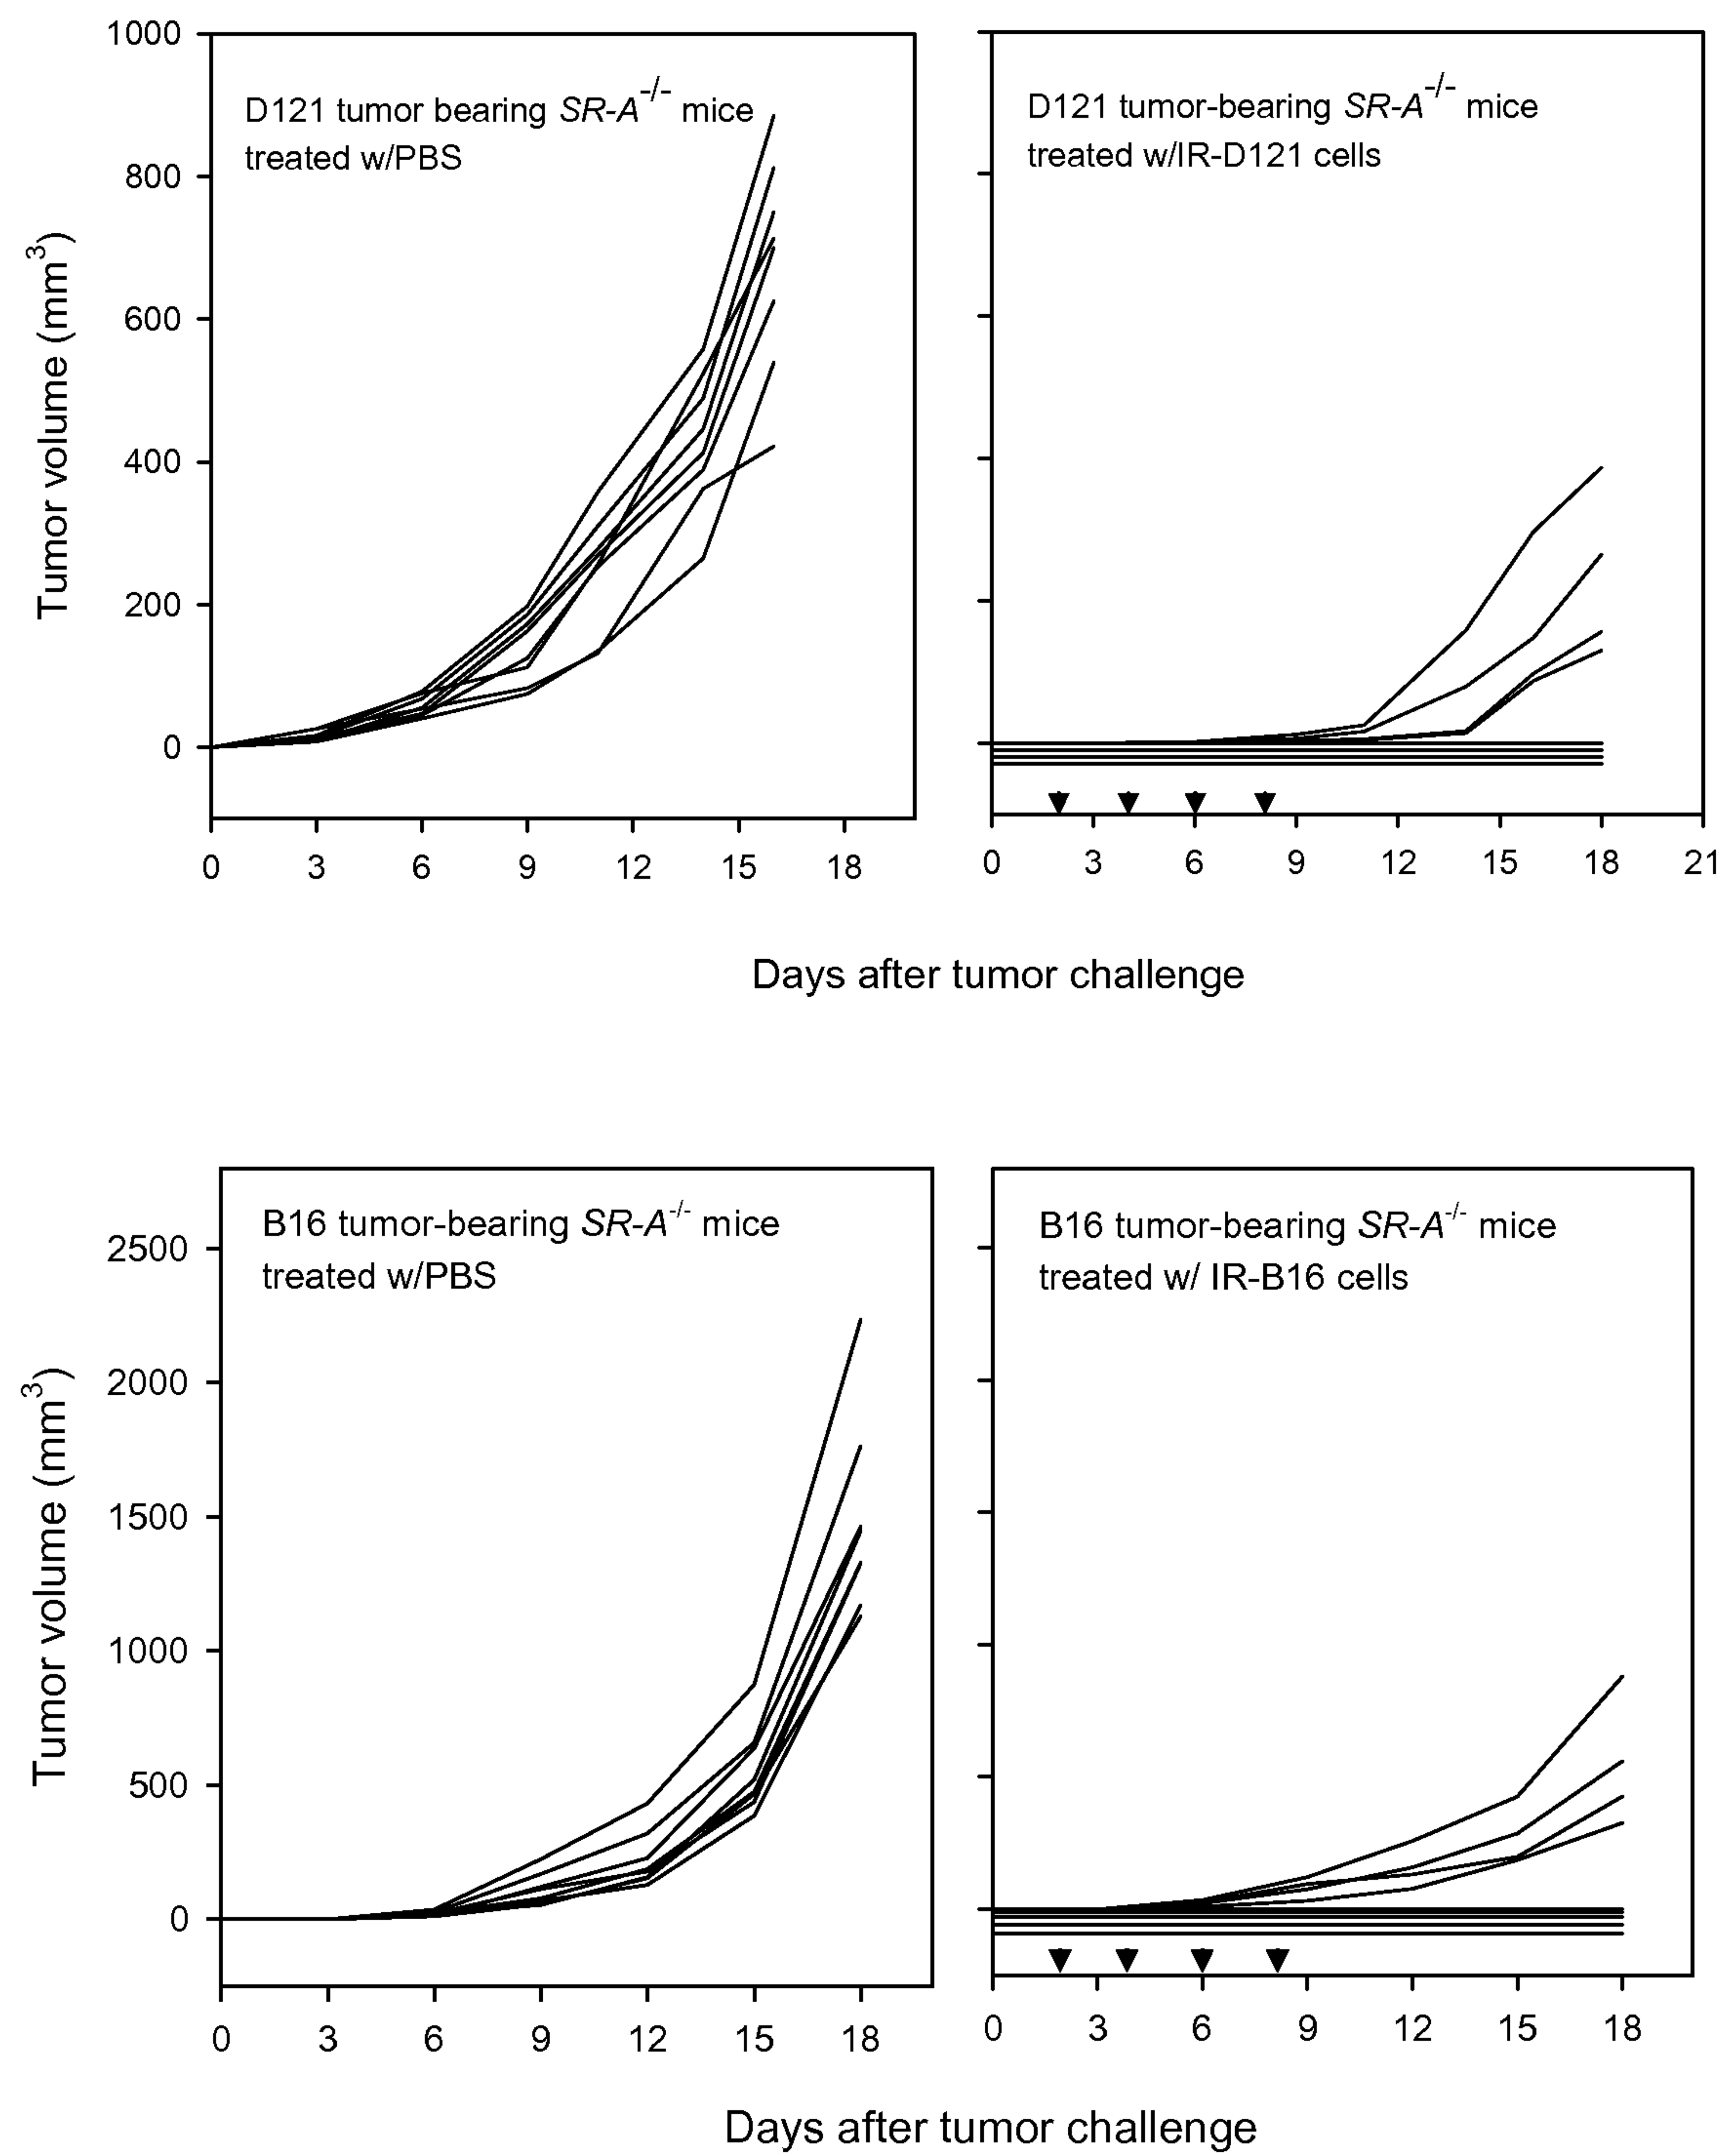 1000
800
600
400
200
0
Tumor volume (mm³)
D121 tumor bearing SR-A⁻/⁻ mice
treated w/PBS
0 3 6 9 12 15 18
D121 tumor-bearing SR-A⁻/⁻ mice
treated w/IR-D121 cells
0 3 6 9 12 15 18 21
Days after tumor challenge
2500
2000
1500
1000
500
0
Tumor volume (mm³)
B16 tumor-bearing SR-A⁻/⁻ mice
treated w/PBS
0 3 6 9 12 15 18
B16 tumor-bearing SR-A⁻/⁻ mice
treated w/ IR-B16 cells
0 3 6 9 12 15 18
Days after tumor challenge